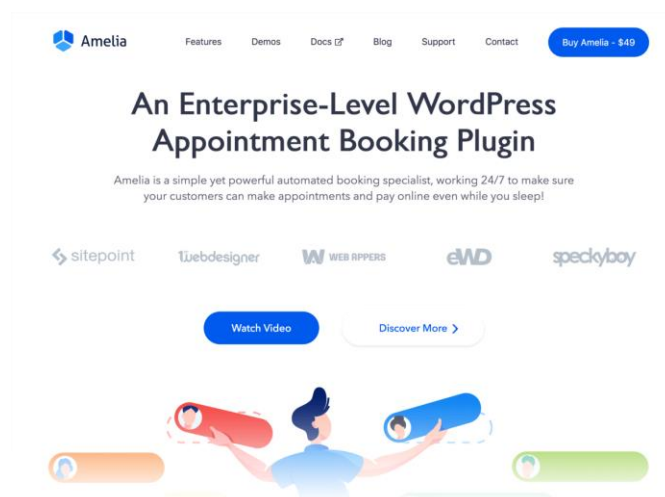 Amelia
Features Demos Docs Blog Support Contact Buy Amelia - $49
An Enterprise-Level WordPress
Appointment Booking Plugin
Amelia is a simple yet powerful automated booking specialist, working 24/7 to make sure
your customers can make appointments and pay online even while you sleep!
sitepoint webdesigner WEB APPERS eWD speckyboy
Watch Video Discover More